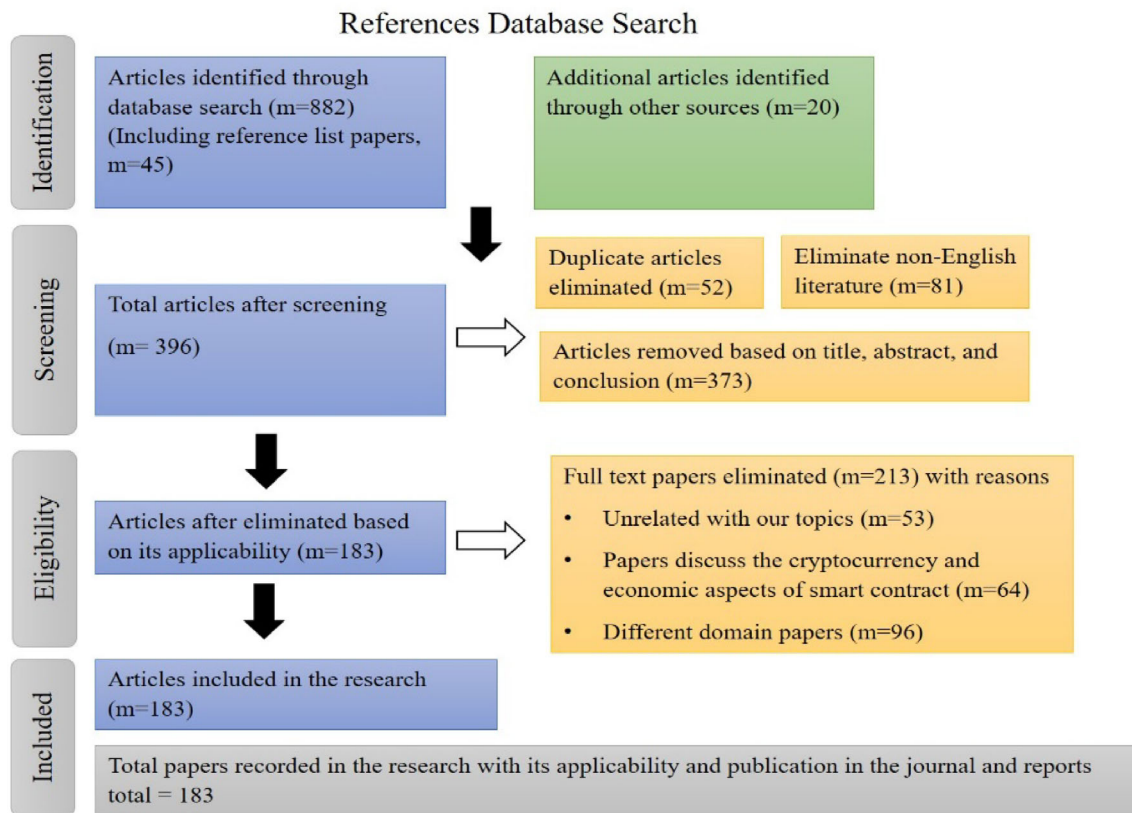 References Database Search
Identification
Articles identified through
database search (m=882)
(Including reference list papers,
m=45)
Additional articles identified
through other sources (m=20)
Screening
Total articles after screening
(m= 396)
Duplicate articles
eliminated (m=52)
Eliminate non-English
literature (m=81)
Articles removed based on title, abstract, and
conclusion (m=373)
Eligibility
Articles after eliminated based
on its applicability (m=183)
Full text papers eliminated (m=213) with reasons
• Unrelated with our topics (m=53)
• Papers discuss the cryptocurrency and
economic aspects of smart contract (m=64)
• Different domain papers (m=96)
Included
Articles included in the research
(m=183)
Total papers recorded in the research with its applicability and publication in the journal and reports
total = 183